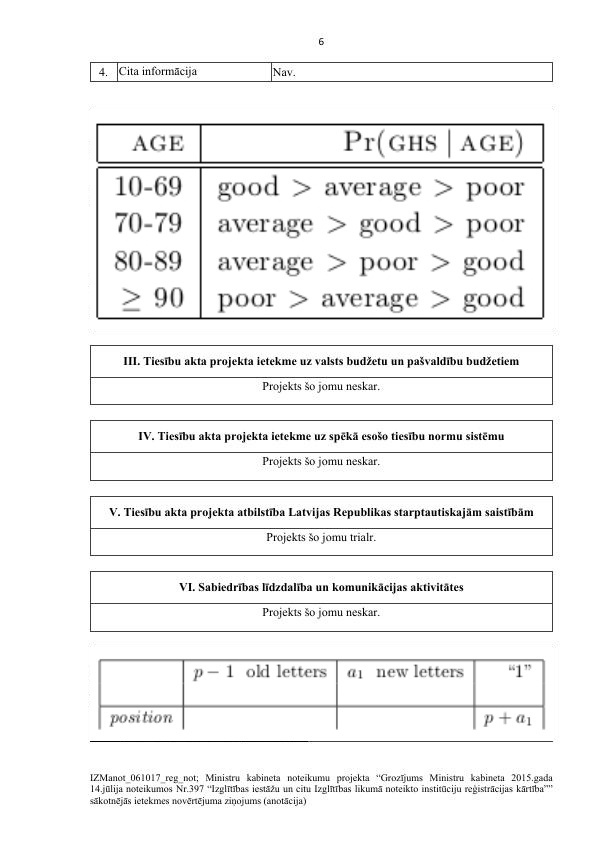 6
4. Cita informācija Nav.
AGE Pr(GHS | AGE)
10-69 good > average > poor
70-79 average > good > poor
80-89 average > poor > good
≥ 90 poor > average > good
III. Tiesību akta projekta ietekme uz valsts budžetu un pašvaldību budžetiem
Projekts šo jomu neskar.
IV. Tiesību akta projekta ietekme uz spēkā esošo tiesību normu sistēmu
Projekts šo jomu neskar.
V. Tiesību akta projekta atbilstība Latvijas Republikas starptautiskajām saistībām
Projekts šo jomu trialr.
VI. Sabiedrības līdzdalība un komunikācijas aktivitātes
Projekts šo jomu neskar.
p − 1 old letters a₁ new letters “1”
position p + a₁
IZManot_061017_reg_not; Ministru kabineta noteikumu projekta “Grozījums Ministru kabineta 2015.gada
14.jūlija noteikumos Nr.397 “Izglītības iestāžu un citu Izglītības likumā noteikto institūciju reģistrācijas kārtība””
sākotnējās ietekmes novērtējuma ziņojums (anotācija)